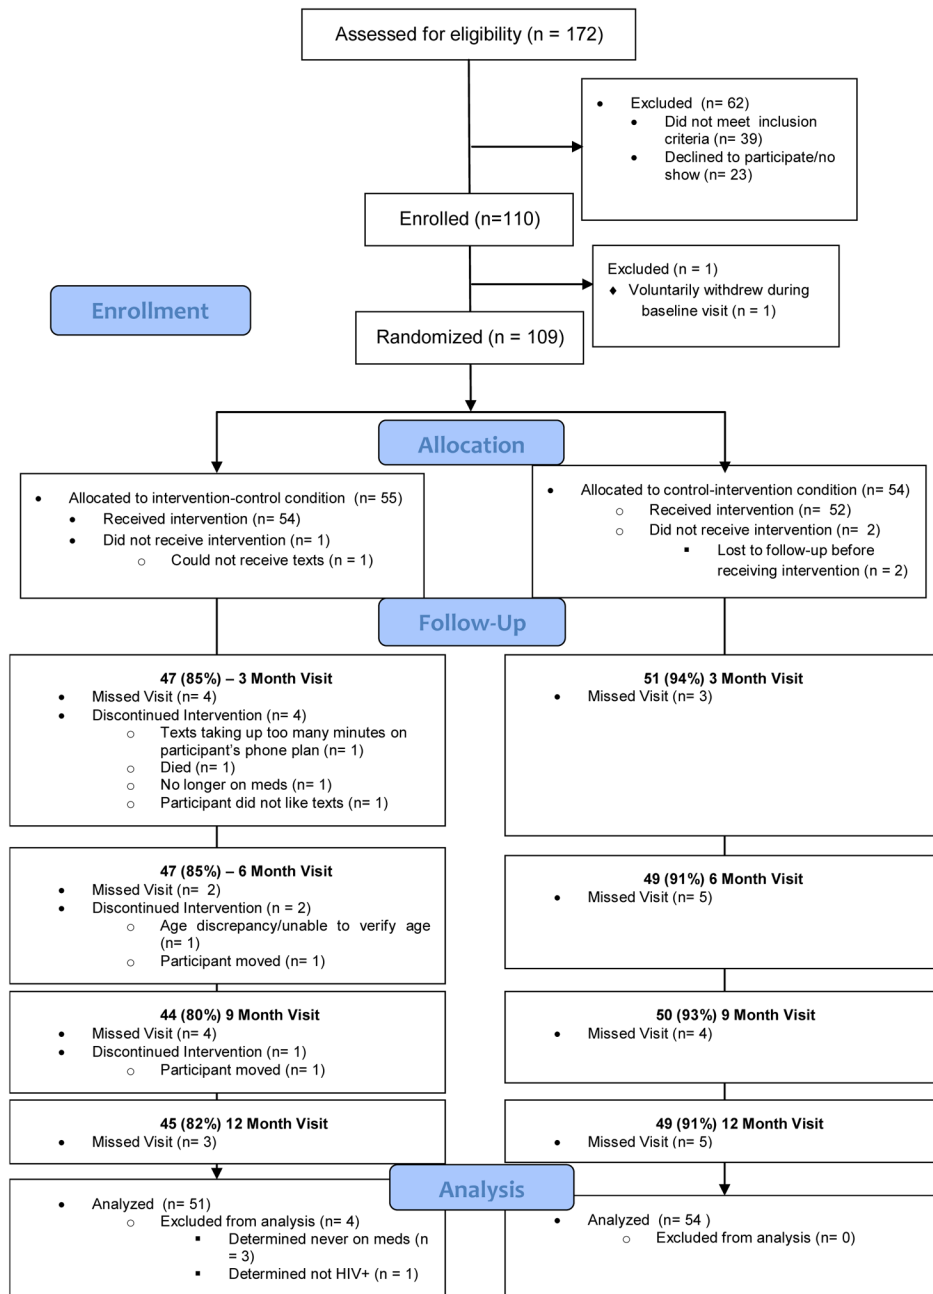 Assessed for eligibility (n = 172)
• Excluded (n= 62)
• Did not meet inclusion
criteria (n= 39)
• Declined to participate/no
show (n= 23)
Enrolled (n=110)
Excluded (n = 1)
♦ Voluntarily withdrew during
baseline visit (n = 1)
Enrollment
Randomized (n = 109)
Allocation
• Allocated to intervention-control condition (n= 55)
• Received intervention (n= 54)
• Did not receive intervention (n= 1)
o Could not receive texts (n = 1)
• Allocated to control-intervention condition (n= 54)
o Received intervention (n= 52)
o Did not receive intervention (n= 2)
▪ Lost to follow-up before
receiving intervention (n = 2)
Follow-Up
47 (85%) – 3 Month Visit
• Missed Visit (n= 4)
• Discontinued Intervention (n= 4)
o Texts taking up too many minutes on
participant's phone plan (n= 1)
o Died (n= 1)
o No longer on meds (n= 1)
o Participant did not like texts (n= 1)
51 (94%) 3 Month Visit
• Missed Visit (n= 3)
47 (85%) – 6 Month Visit
• Missed Visit (n= 2)
• Discontinued Intervention (n = 2)
o Age discrepancy/unable to verify age
(n= 1)
o Participant moved (n= 1)
49 (91%) 6 Month Visit
• Missed Visit (n= 5)
44 (80%) 9 Month Visit
• Missed Visit (n= 4)
• Discontinued Intervention (n= 1)
o Participant moved (n= 1)
50 (93%) 9 Month Visit
• Missed Visit (n= 4)
45 (82%) 12 Month Visit
• Missed Visit (n= 3)
49 (91%) 12 Month Visit
• Missed Visit (n= 5)
Analysis
• Analyzed (n= 51)
o Excluded from analysis (n= 4)
▪ Determined never on meds (n
= 3)
▪ Determined not HIV+ (n = 1)
• Analyzed (n= 54 )
o Excluded from analysis (n= 0)